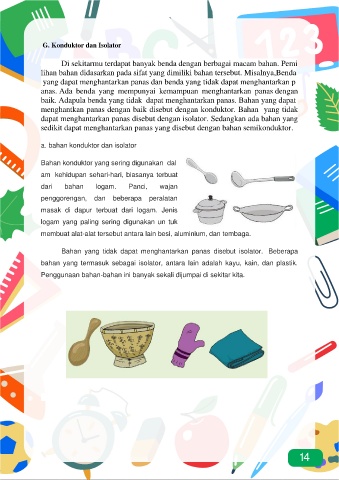 G. Konduktor dan Isolator
Di sekitarmu terdapat banyak benda dengan berbagai macam bahan. Pemi
lihan bahan didasarkan pada sifat yang dimiliki bahan tersebut. Misalnya,Benda
yang dapat menghantarkan panas dan benda yang tidak dapat menghantarkan p
anas. Ada benda yang mempunyai kemampuan menghantarkan panas dengan
baik. Adapula benda yang tidak dapat menghantarkan panas. Bahan yang dapat
menghantkan panas dengan baik disebut dengan konduktor. Bahan yang tidak
dapat menghantarkan panas disebut dengan isolator. Sedangkan ada bahan yang
sedikit dapat menghantarkan panas yang disebut dengan bahan semikonduktor.
a. bahan konduktor dan isolator
Bahan konduktor yang sering digunakan dal
am kehidupan sehari-hari, biasanya terbuat
dari bahan logam. Panci, wajan
penggorengan, dan beberapa peralatan
masak di dapur terbuat dari logam. Jenis
logam yang paling sering digunakan un tuk
membuat alat-alat tersebut antara lain besi, aluminium, dan tembaga.
Bahan yang tidak dapat menghantarkan panas disebut isolator. Beberapa
bahan yang termasuk sebagai isolator, antara lain adalah kayu, kain, dan plastik.
Penggunaan bahan-bahan ini banyak sekali dijumpai di sekitar kita.
14